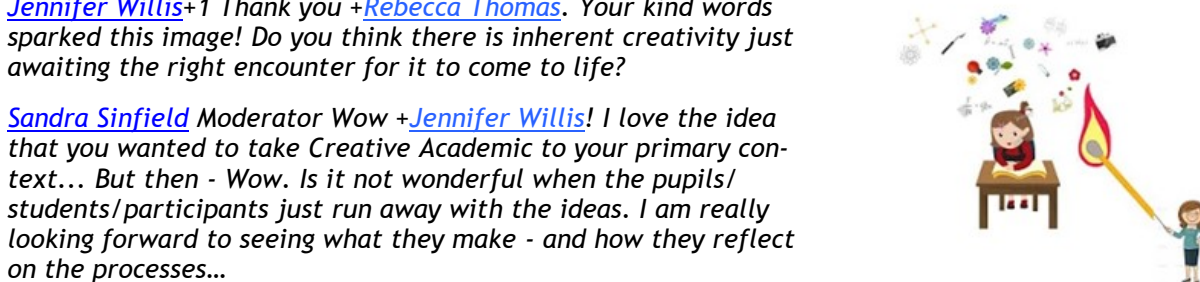 Jennifer Willis+1 Thank you +Rebecca Thomas. Your kind words
sparked this image! Do you think there is inherent creativity just
awaiting the right encounter for it to come to life?
Sandra Sinfield Moderator Wow +Jennifer Willis! I love the idea
that you wanted to take Creative Academic to your primary con-
text... But then - Wow. Is it not wonderful when the pupils/
students/participants just run away with the ideas. I am really
looking forward to seeing what they make - and how they reflect
on the processes…